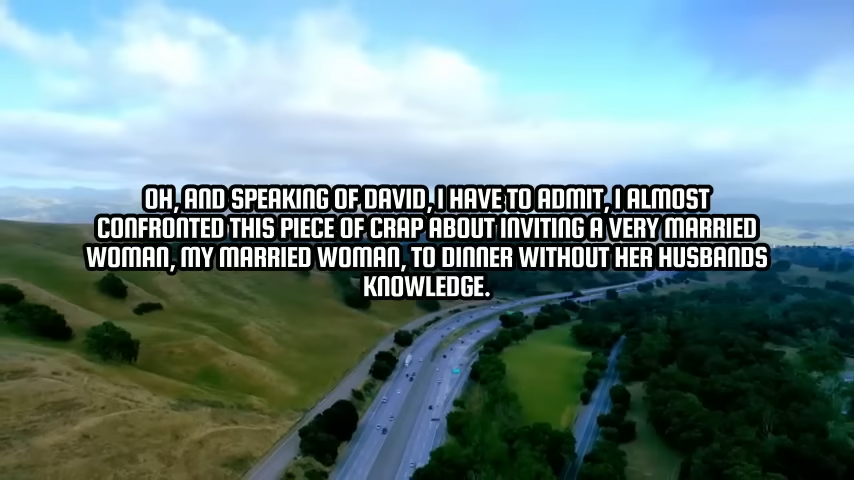 OH, AND SPEAKING OF DAVID, I HAVE TO ADMIT, I ALMOST
CONFRONTED THIS PIECE OF CRAP ABOUT INVITING A VERY MARRIED
WOMAN, MY MARRIED WOMAN, TO DINNER WITHOUT HER HUSBANDS
KNOWLEDGE.